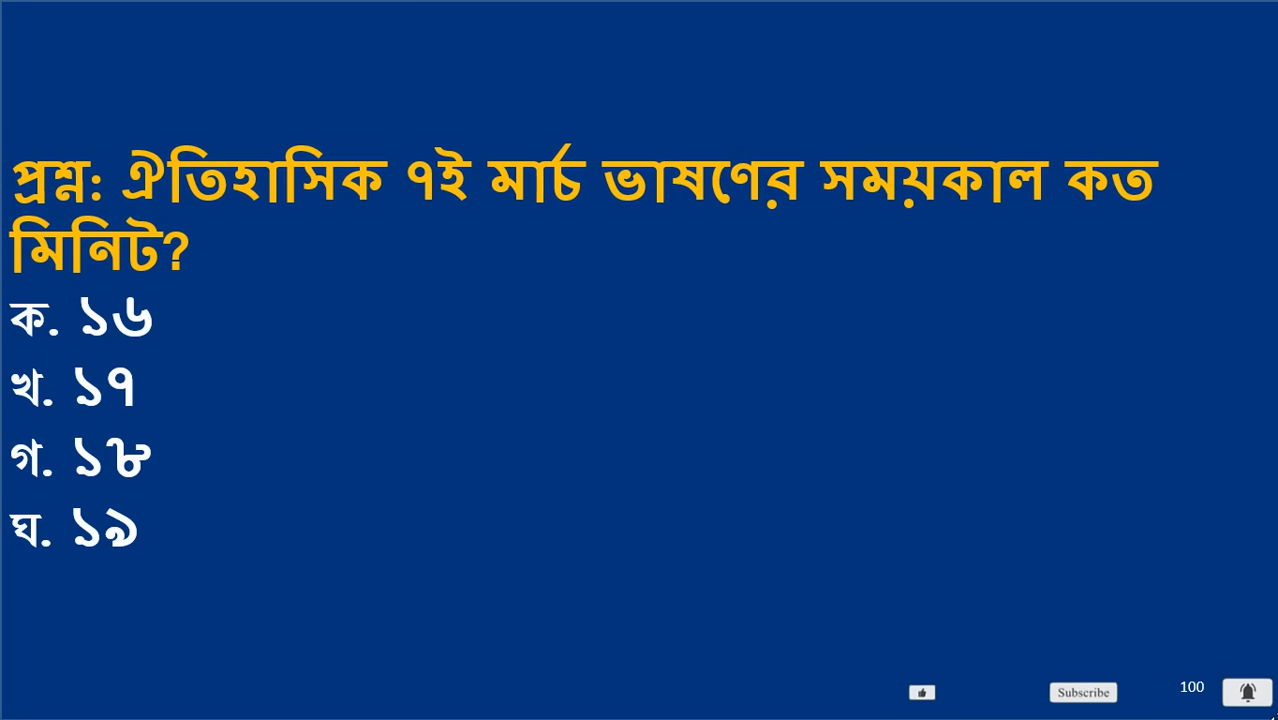 প্রশ্ন: ঐতিহাসিক ৭ই মার্চ ভাষণের সময়কাল কত
মিনিট?
ক. ১৬
খ. ১৭
গ. ১৮
ঘ. ১৯
Subscribe
100